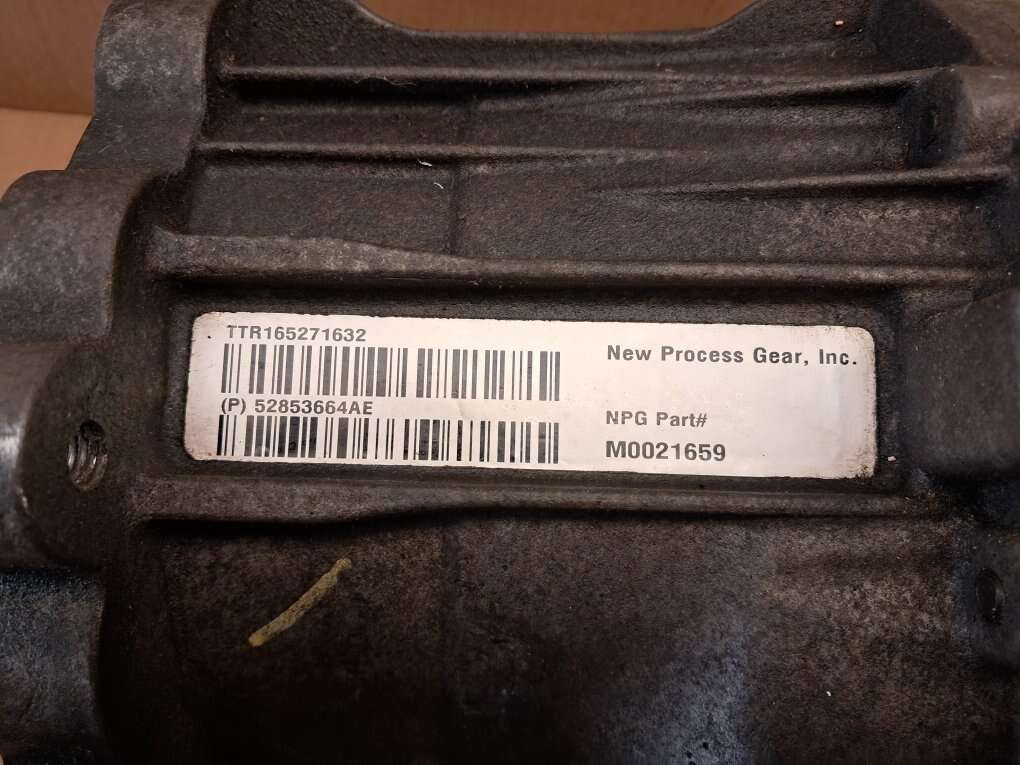 TTR165271632
(P) 52853664AE
New Process Gear, Inc.
NPG Part#
M0021659